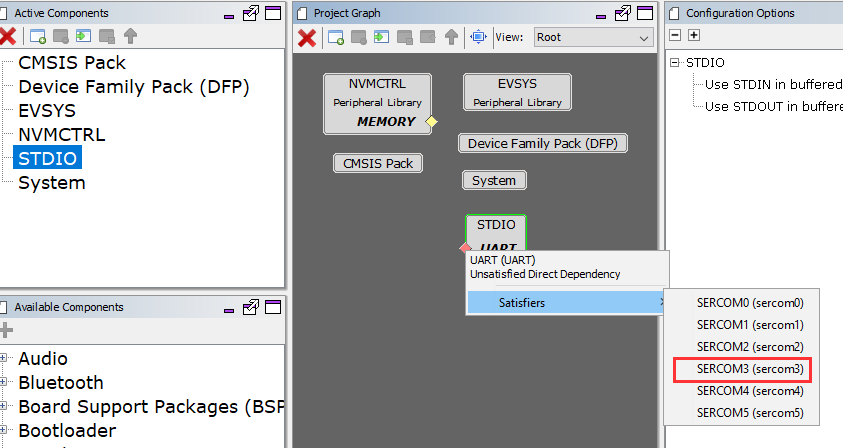 Active Components
CMSIS Pack
Device Family Pack (DFP)
EVSYS
NVMCTRL
STDIO
System
Available Components
Audio
Bluetooth
Board Support Packages (BSP
Bootloader
Project Graph
View: Root
NVMCTRL
Peripheral Library
MEMORY
EVSYS
Peripheral Library
Device Family Pack (DFP)
CMSIS Pack
System
STDIO
UART
UART (UART)
Unsatisfied Direct Dependency
Satisfiers
SERCOM0 (sercom0)
SERCOM1 (sercom1)
SERCOM2 (sercom2)
SERCOM3 (sercom3)
SERCOM4 (sercom4)
SERCOM5 (sercom5)
Configuration Options
STDIO
Use STDIN in buffered
Use STDOUT in buffere